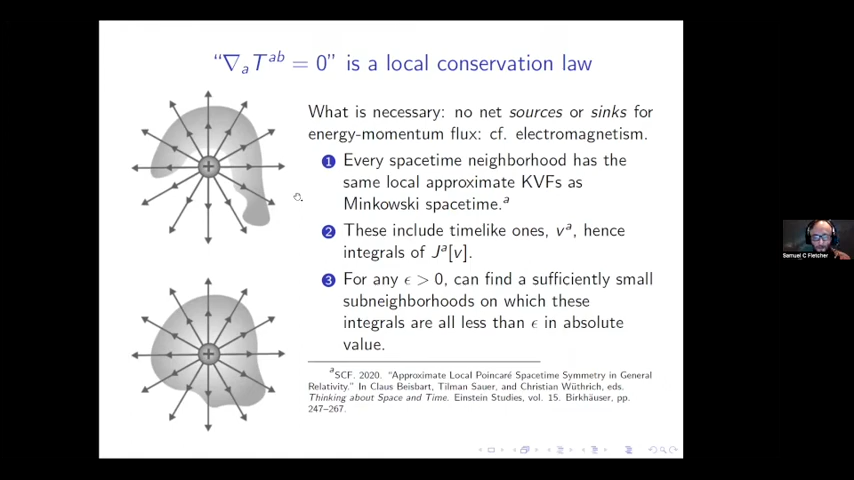 “∇ₐTᵃᵇ = 0” is a local conservation law
What is necessary: no net sources or sinks for
energy-momentum flux: cf. electromagnetism.
1 Every spacetime neighborhood has the
same local approximate KVFs as
Minkowski spacetime.ᵃ
2 These include timelike ones, vᵃ, hence
integrals of Jᵃ[v].
3 For any ϵ > 0, can find a sufficiently small
subneighborhoods on which these
integrals are all less than ϵ in absolute
value.
ᵃSCF. 2020. “Approximate Local Poincaré Spacetime Symmetry in General
Relativity.” In Claus Beisbart, Tilman Sauer, and Christian Wüthrich, eds.
Thinking about Space and Time. Einstein Studies, vol. 15. Birkhäuser, pp.
247–267.
+
+
Samuel C Fletcher